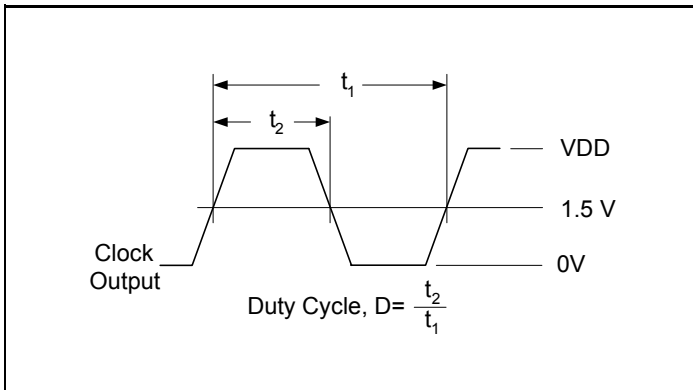 t1
t2
VDD
1.5 V
Clock
Output
0V
Duty Cycle, D= t2
t1